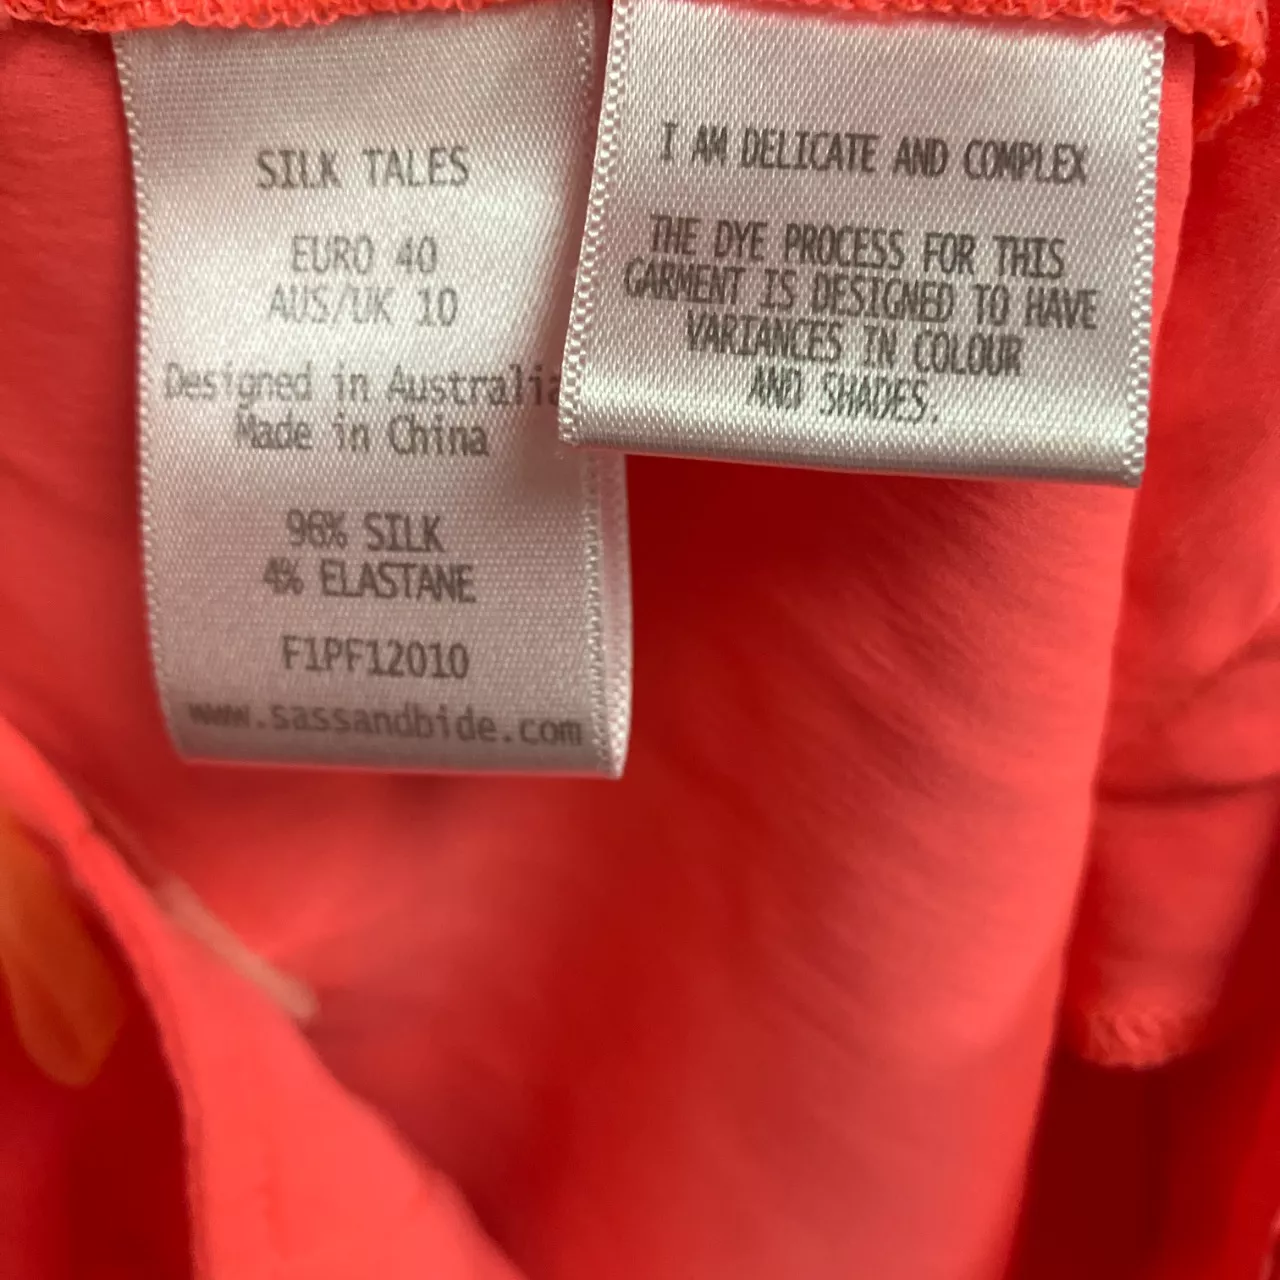 SILK TALES
EURO 40
AUS/UK 10
Designed in Australia
Made in China
96% SILK
4% ELASTANE
F1PF12010
www.sassandbide.com
I AM DELICATE AND COMPLEX
THE DYE PROCESS FOR THIS
GARMENT IS DESIGNED TO HAVE
VARIANCES IN COLOUR
AND SHADES.